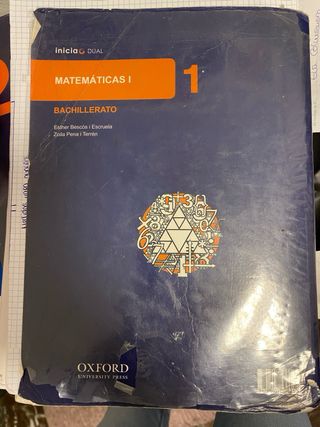 inicia DUAL
MATEMÁTICAS I
1
BACHILLERATO
Esther Bescós i Escruela
Zoila Pena i Terrén
OXFORD
UNIVERSITY PRESS